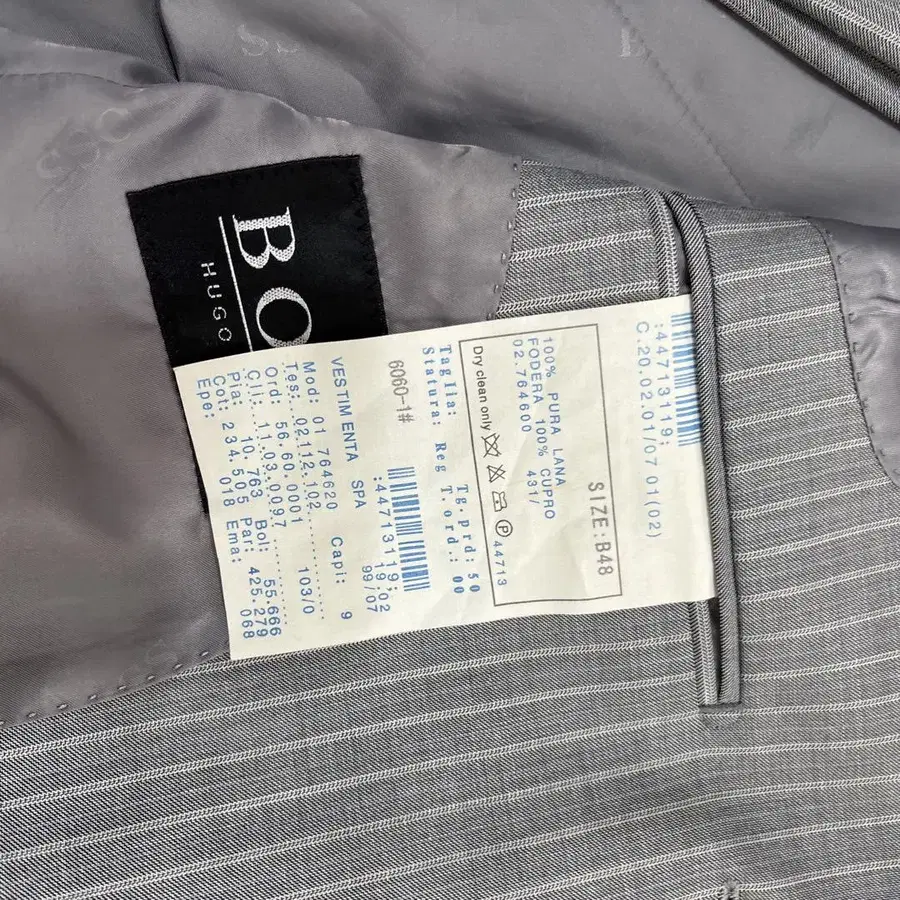 BO
HUGO
:44713119;
C.20.02.01/07 01(02)
SIZE:B48
100% PURA LANA
FODERA 100% CUPRO
02.764600 431/
Dry clean only P 44713
Taglia: Tg.prd: 50
Statura: Reg T.ord.: 00
6060-1#
:44713119;02
99/07
VESTIMENTA SPA Capi: 9
Mod: 01 764620
Tes: 02.112.102 103/0
Ord: 56.60.0001
Cli: 11.03.0097 55.666
Pia: 10.763 Bol: 425.279
Cot: 234.505 Par: 068
Epe: 018 Ema: